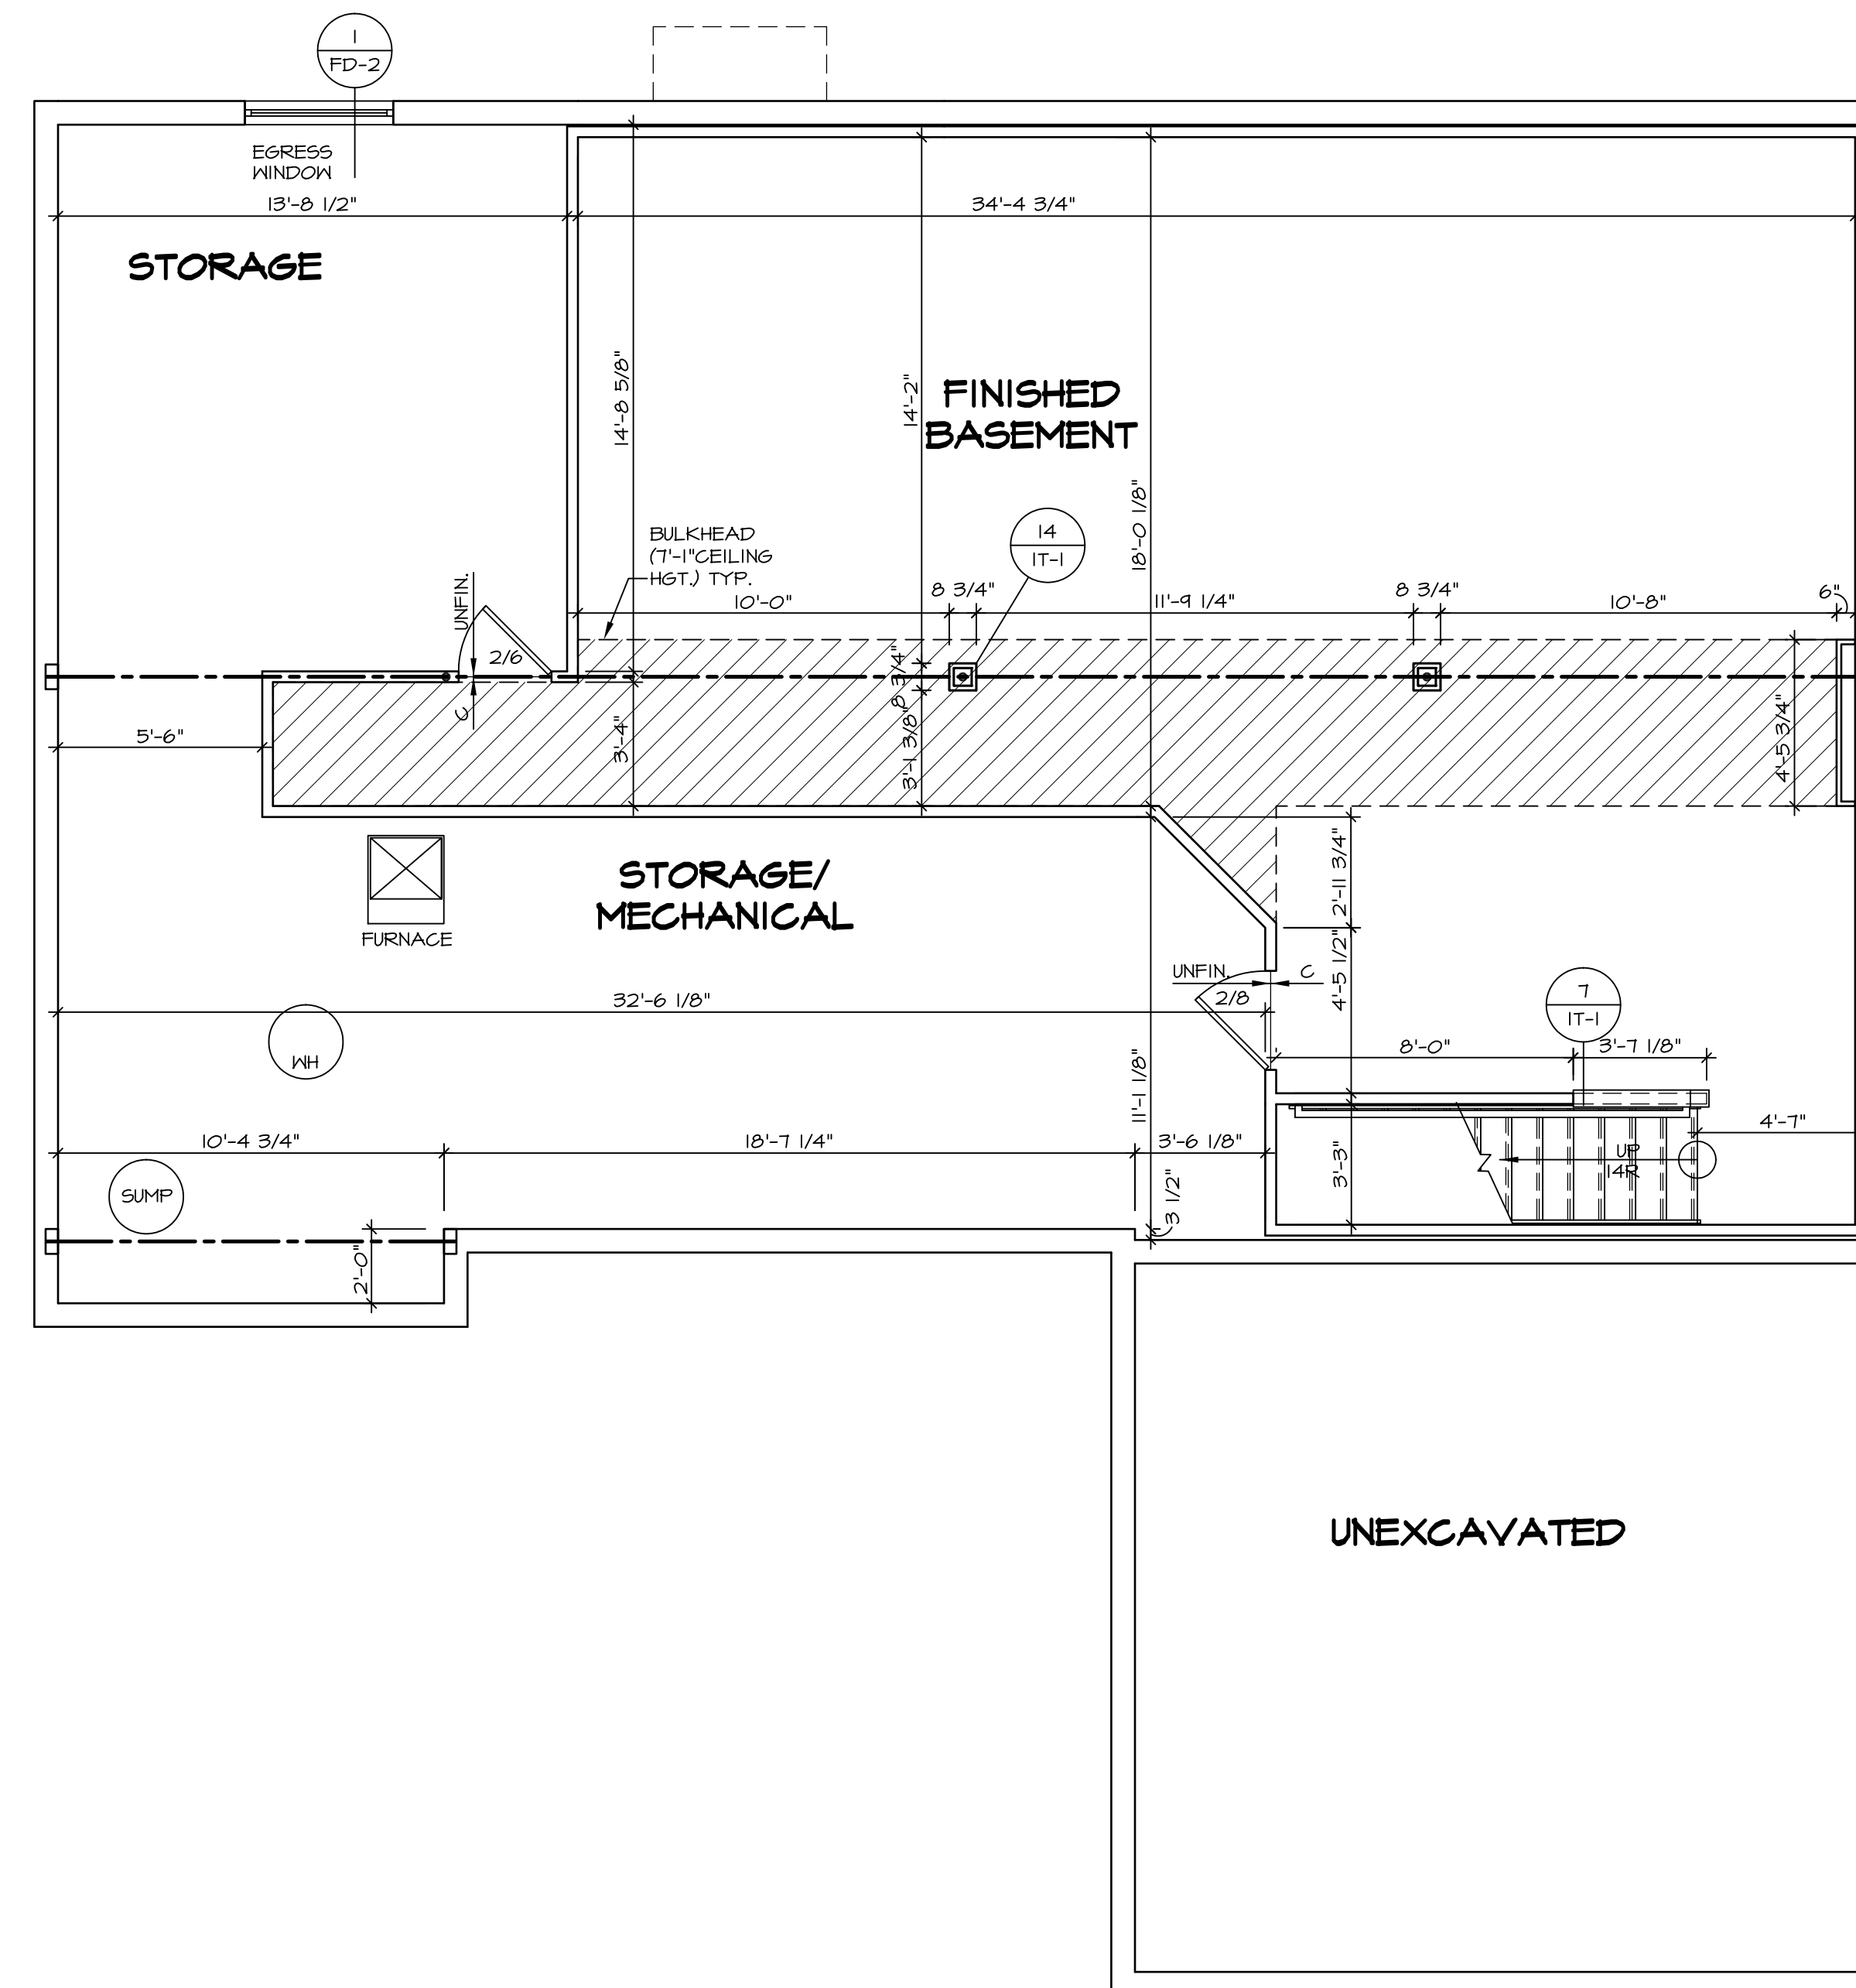 1
FD-2
EGRESS
WINDOW
13'-8 1/2"
34'-4 3/4"
STORAGE
14'-8 5/8"
14'-2"
FINISHED
BASEMENT
18'-0 1/8"
BULKHEAD
(7'-1"CEILING
HGT.) TYP.
14
1T-1
UNFIN.
2/6
C
10'-0"
8 3/4"
11'-9 1/4"
8 3/4"
10'-8"
6"
8 3/4"
5'-6"
3'-4"
3'-1 3/8"
4'-5 3/4"
STORAGE/
MECHANICAL
FURNACE
2'-11 3/4"
4'-5 1/2"
UNFIN.
C
2/8
32'-6 1/8"
7
1T-1
WH
8'-0"
3'-7 1/8"
11'-1 1/8"
10'-4 3/4"
18'-7 1/4"
3'-6 1/8"
4'-7"
UP
14R
3'-3"
SUMP
3 1/2"
2'-0"
UNEXCAVATED